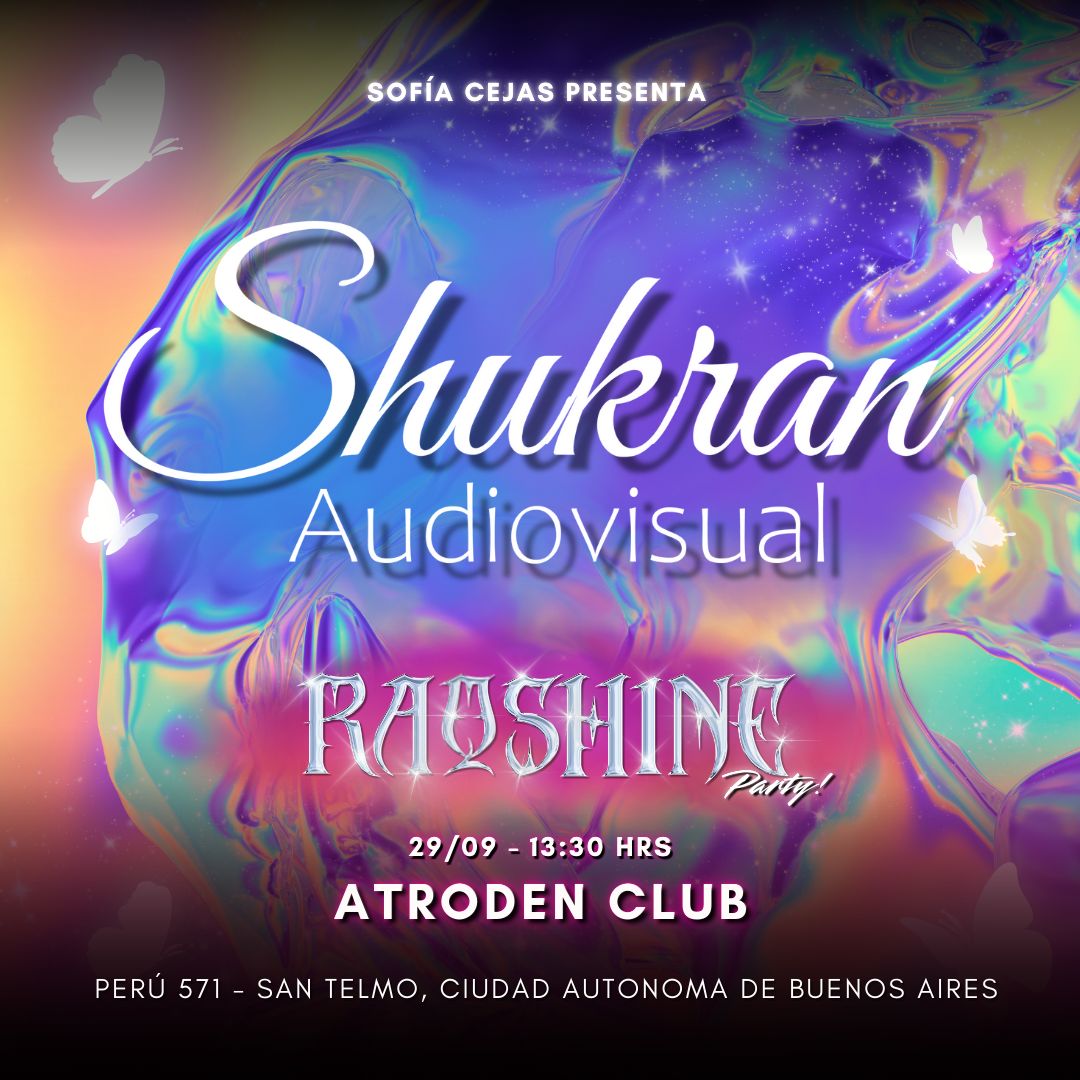 SOFÍA CEJAS PRESENTA
Shukran
Audiovisual
RAQSHINE
Party!
29/09 - 13:30 HRS
ATRODEN CLUB
PERÚ 571 - SAN TELMO, CIUDAD AUTONOMA DE BUENOS AIRES